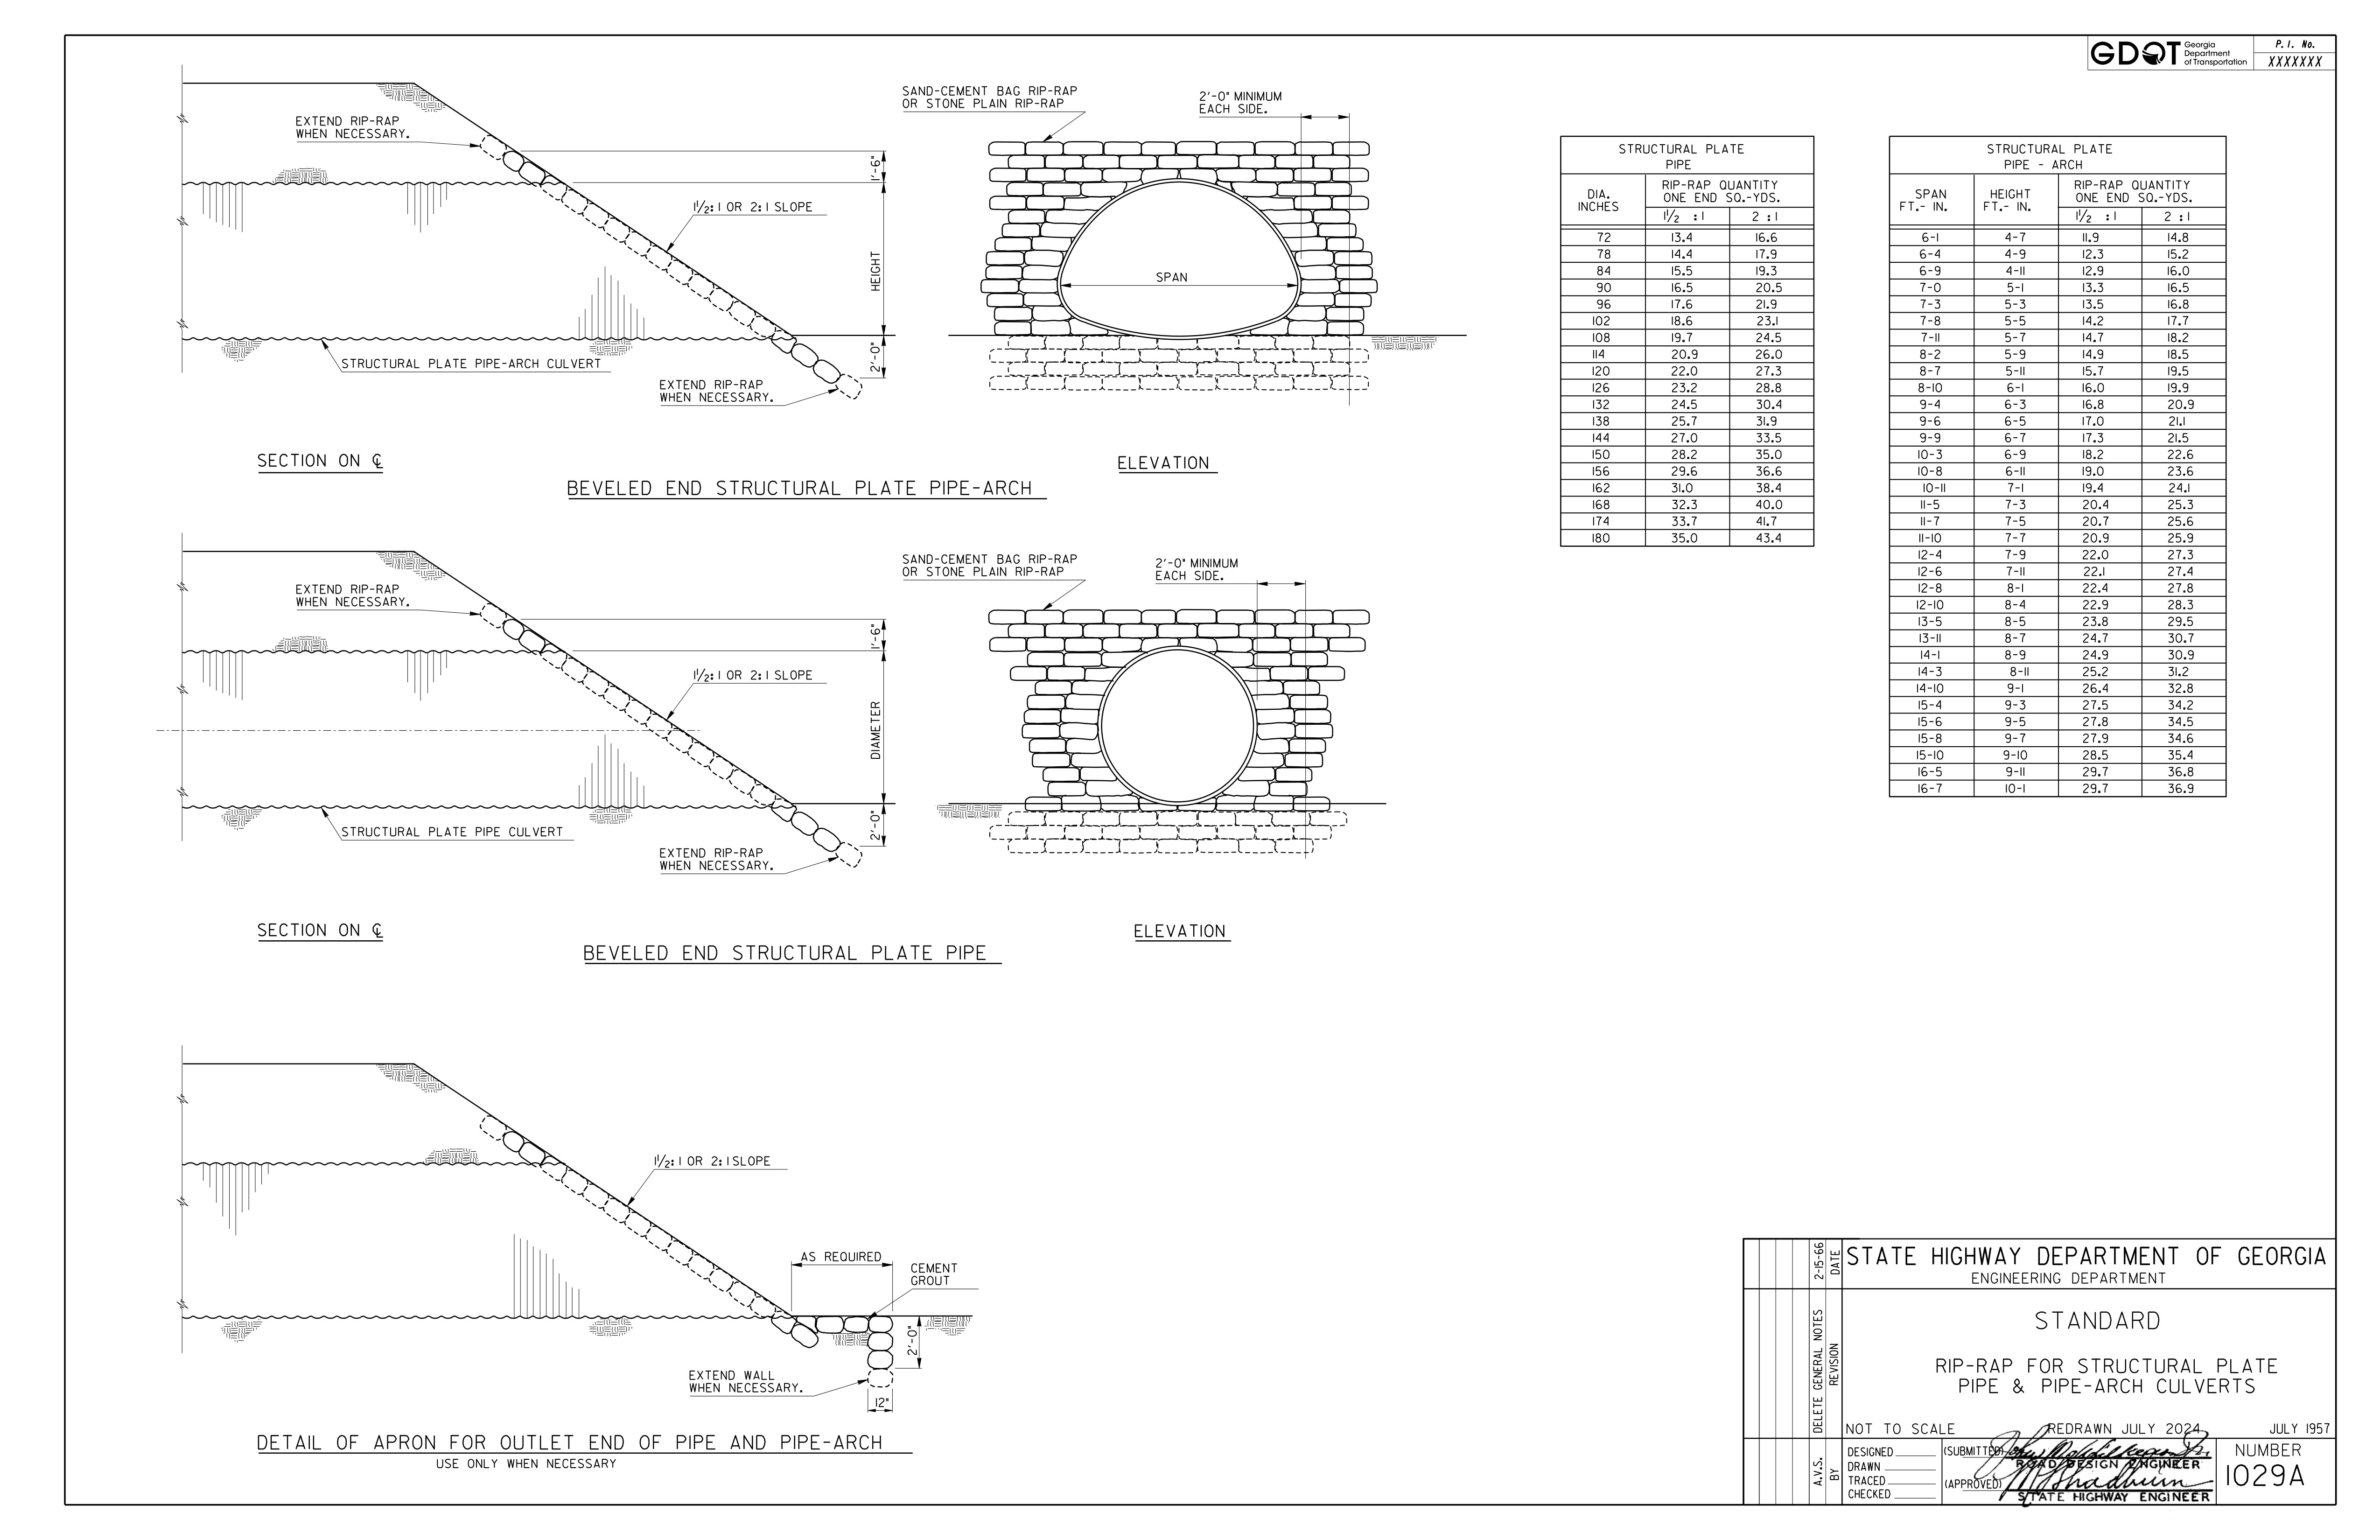 GDOT
Georgia
Department
of Transportation
P. I. No.
XXXXXXX
EXTEND RIP-RAP
WHEN NECESSARY.
1'-6"
1 1/2:1 OR 2:1 SLOPE
HEIGHT
STRUCTURAL PLATE PIPE-ARCH CULVERT
2'-0"
EXTEND RIP-RAP
WHEN NECESSARY.
SECTION ON ℄
SAND-CEMENT BAG RIP-RAP
OR STONE PLAIN RIP-RAP
2'-0" MINIMUM
EACH SIDE.
SPAN
ELEVATION
BEVELED END STRUCTURAL PLATE PIPE-ARCH
EXTEND RIP-RAP
WHEN NECESSARY.
1'-6"
1 1/2:1 OR 2:1 SLOPE
DIAMETER
STRUCTURAL PLATE PIPE CULVERT
2'-0"
EXTEND RIP-RAP
WHEN NECESSARY.
SECTION ON ℄
SAND-CEMENT BAG RIP-RAP
OR STONE PLAIN RIP-RAP
2'-0" MINIMUM
EACH SIDE.
ELEVATION
BEVELED END STRUCTURAL PLATE PIPE
1 1/2:1 OR 2:1 SLOPE
AS REQUIRED
CEMENT
GROUT
2'-0"
EXTEND WALL
WHEN NECESSARY.
12"
DETAIL OF APRON FOR OUTLET END OF PIPE AND PIPE-ARCH
USE ONLY WHEN NECESSARY
STRUCTURAL PLATE
PIPE
DIA.
INCHES
RIP-RAP QUANTITY
ONE END SQ.-YDS.
1 1/2 :1 2 :1
72 13.4 16.6
78 14.4 17.9
84 15.5 19.3
90 16.5 20.5
96 17.6 21.9
102 18.6 23.1
108 19.7 24.5
114 20.9 26.0
120 22.0 27.3
126 23.2 28.8
132 24.5 30.4
138 25.7 31.9
144 27.0 33.5
150 28.2 35.0
156 29.6 36.6
162 31.0 38.4
168 32.3 40.0
174 33.7 41.7
180 35.0 43.4
STRUCTURAL PLATE
PIPE - ARCH
SPAN
FT.- IN.
HEIGHT
FT.- IN.
RIP-RAP QUANTITY
ONE END SQ.-YDS.
1 1/2 :1 2 :1
6-1 4-7 11.9 14.8
6-4 4-9 12.3 15.2
6-9 4-11 12.9 16.0
7-0 5-1 13.3 16.5
7-3 5-3 13.5 16.8
7-8 5-5 14.2 17.7
7-11 5-7 14.7 18.2
8-2 5-9 14.9 18.5
8-7 5-11 15.7 19.5
8-10 6-1 16.0 19.9
9-4 6-3 16.8 20.9
9-6 6-5 17.0 21.1
9-9 6-7 17.3 21.5
10-3 6-9 18.2 22.6
10-8 6-11 19.0 23.6
10-11 7-1 19.4 24.1
11-5 7-3 20.4 25.3
11-7 7-5 20.7 25.6
11-10 7-7 20.9 25.9
12-4 7-9 22.0 27.3
12-6 7-11 22.1 27.4
12-8 8-1 22.4 27.8
12-10 8-4 22.9 28.3
13-5 8-5 23.8 29.5
13-11 8-7 24.7 30.7
14-1 8-9 24.9 30.9
14-3 8-11 25.2 31.2
14-10 9-1 26.4 32.8
15-4 9-3 27.5 34.2
15-6 9-5 27.8 34.5
15-8 9-7 27.9 34.6
15-10 9-10 28.5 35.4
16-5 9-11 29.7 36.8
16-7 10-1 29.7 36.9
2-15-66 DATE
DELETE GENERAL NOTES REVISION
A.V.S. BY
STATE HIGHWAY DEPARTMENT OF GEORGIA
ENGINEERING DEPARTMENT
STANDARD
RIP-RAP FOR STRUCTURAL PLATE
PIPE & PIPE-ARCH CULVERTS
NOT TO SCALE REDRAWN JULY 2024 JULY 1957
DESIGNED
DRAWN
TRACED
CHECKED
(SUBMITTED)
ROAD DESIGN ENGINEER
(APPROVED)
STATE HIGHWAY ENGINEER
NUMBER
1029A